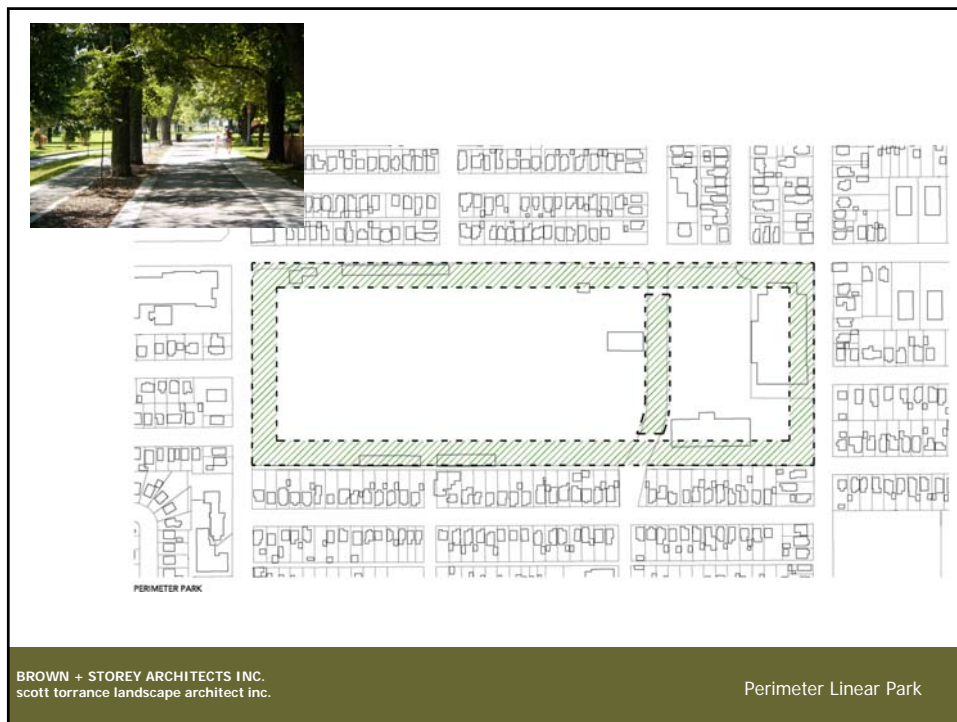 PERIMETER PARK
BROWN + STOREY ARCHITECTS INC.
scott torrance landscape architect inc.
Perimeter Linear Park